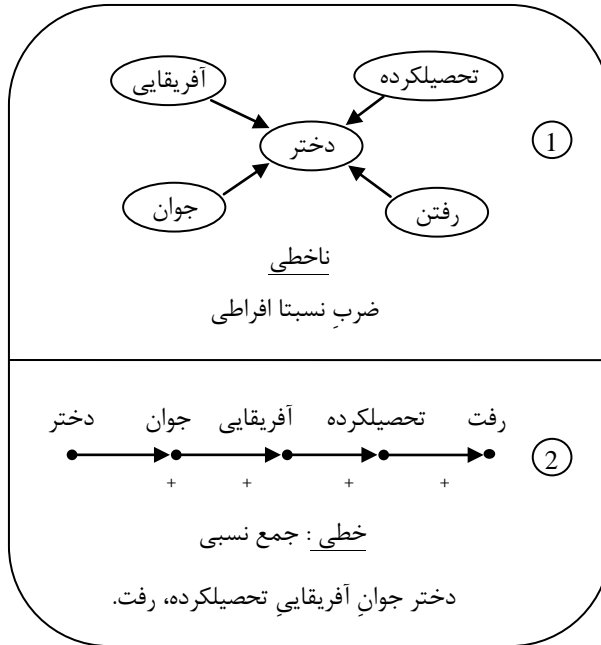 آفریقایی
تحصیلکرده
دختر
1
جوان
رفتن
ناخطی
ضربِ نسبتا افراطی
دختر
جوان
آفریقایی
تحصیلکرده
رفت
2
+ + + +
خطی : جمع نسبی
دختر جوانِ آفریقاییِ تحصیلکرده، رفت.